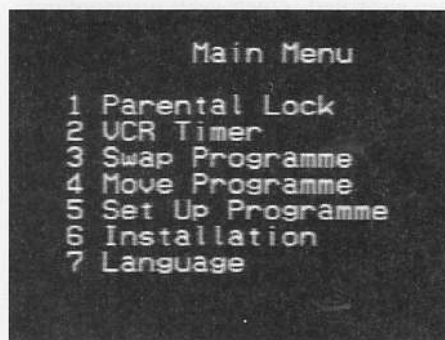 Main Menu
1 Parental Lock
2 VCR Timer
3 Swap Programme
4 Move Programme
5 Set Up Programme
6 Installation
7 Language